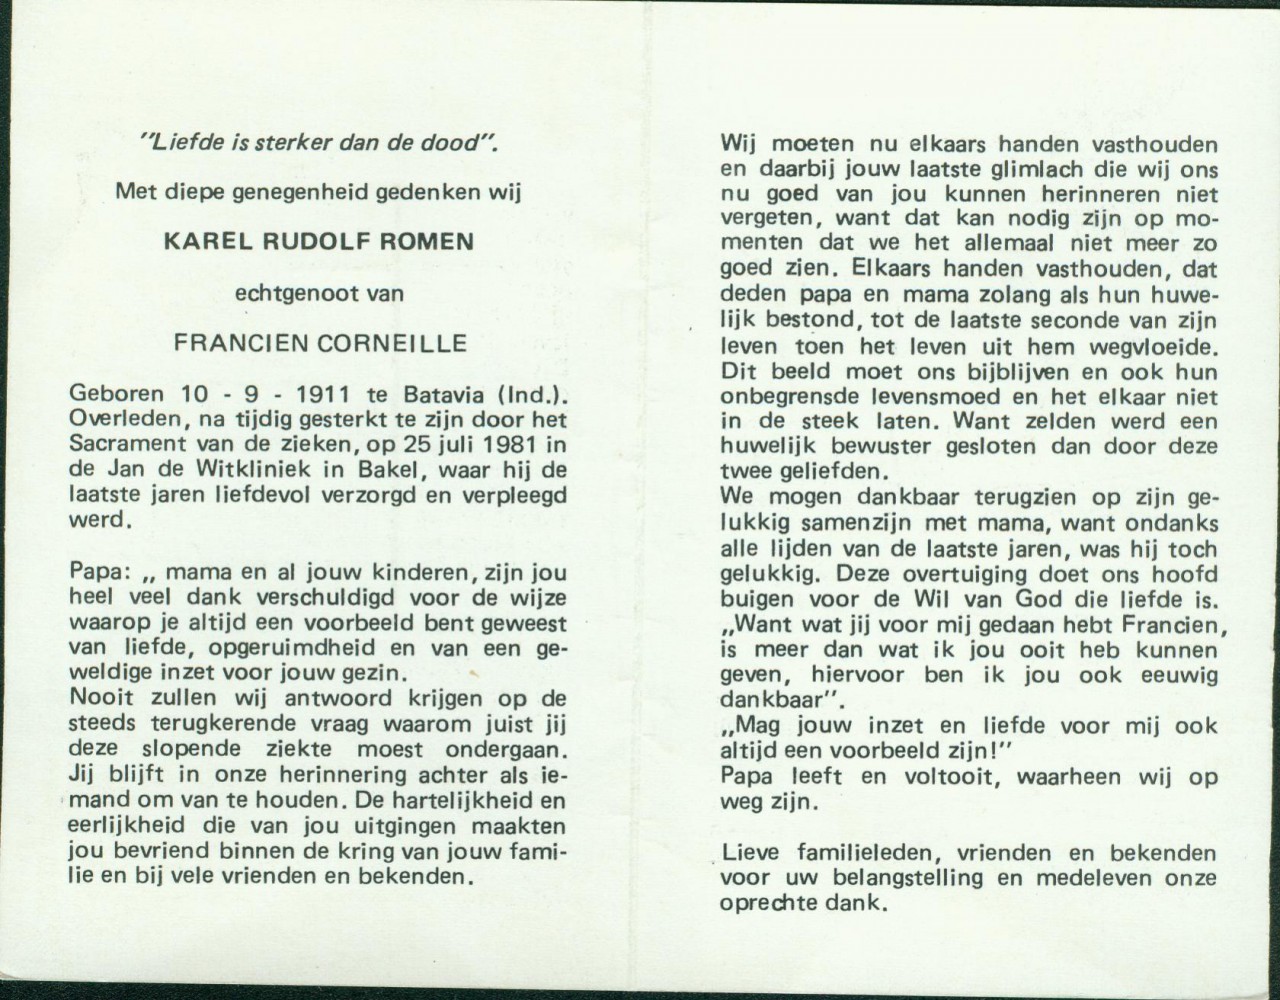 "Liefde is sterker dan de dood".
Met diepe genegenheid gedenken wij
KAREL RUDOLF ROMEN
echtgenoot van
FRANCIEN CORNEILLE
Geboren 10 - 9 - 1911 te Batavia (Ind.).
Overleden, na tijdig gesterkt te zijn door het
Sacrament van de zieken, op 25 juli 1981 in
de Jan de Witkliniek in Bakel, waar hij de
laatste jaren liefdevol verzorgd en verpleegd
werd.
Papa: „ mama en al jouw kinderen, zijn jou
heel veel dank verschuldigd voor de wijze
waarop je altijd een voorbeeld bent geweest
van liefde, opgeruimdheid en van een ge-
weldige inzet voor jouw gezin.
Nooit zullen wij antwoord krijgen op de
steeds terugkerende vraag waarom juist jij
deze slopende ziekte moest ondergaan.
Jij blijft in onze herinnering achter als ie-
mand om van te houden. De hartelijkheid en
eerlijkheid die van jou uitgingen maakten
jou bevriend binnen de kring van jouw fami-
lie en bij vele vrienden en bekenden.
Wij moeten nu elkaars handen vasthouden
en daarbij jouw laatste glimlach die wij ons
nu goed van jou kunnen herinneren niet
vergeten, want dat kan nodig zijn op mo-
menten dat we het allemaal niet meer zo
goed zien. Elkaars handen vasthouden, dat
deden papa en mama zolang als hun huwe-
lijk bestond, tot de laatste seconde van zijn
leven toen het leven uit hem wegvloeide.
Dit beeld moet ons bijblijven en ook hun
onbegrensde levensmoed en het elkaar niet
in de steek laten. Want zelden werd een
huwelijk bewuster gesloten dan door deze
twee geliefden.
We mogen dankbaar terugzien op zijn ge-
lukkig samenzijn met mama, want ondanks
alle lijden van de laatste jaren, was hij toch
gelukkig. Deze overtuiging doet ons hoofd
buigen voor de Wil van God die liefde is.
„Want wat jij voor mij gedaan hebt Francien,
is meer dan wat ik jou ooit heb kunnen
geven, hiervoor ben ik jou ook eeuwig
dankbaar".
„Mag jouw inzet en liefde voor mij ook
altijd een voorbeeld zijn!"
Papa leeft en voltooit, waarheen wij op
weg zijn.
Lieve familieleden, vrienden en bekenden
voor uw belangstelling en medeleven onze
oprechte dank.